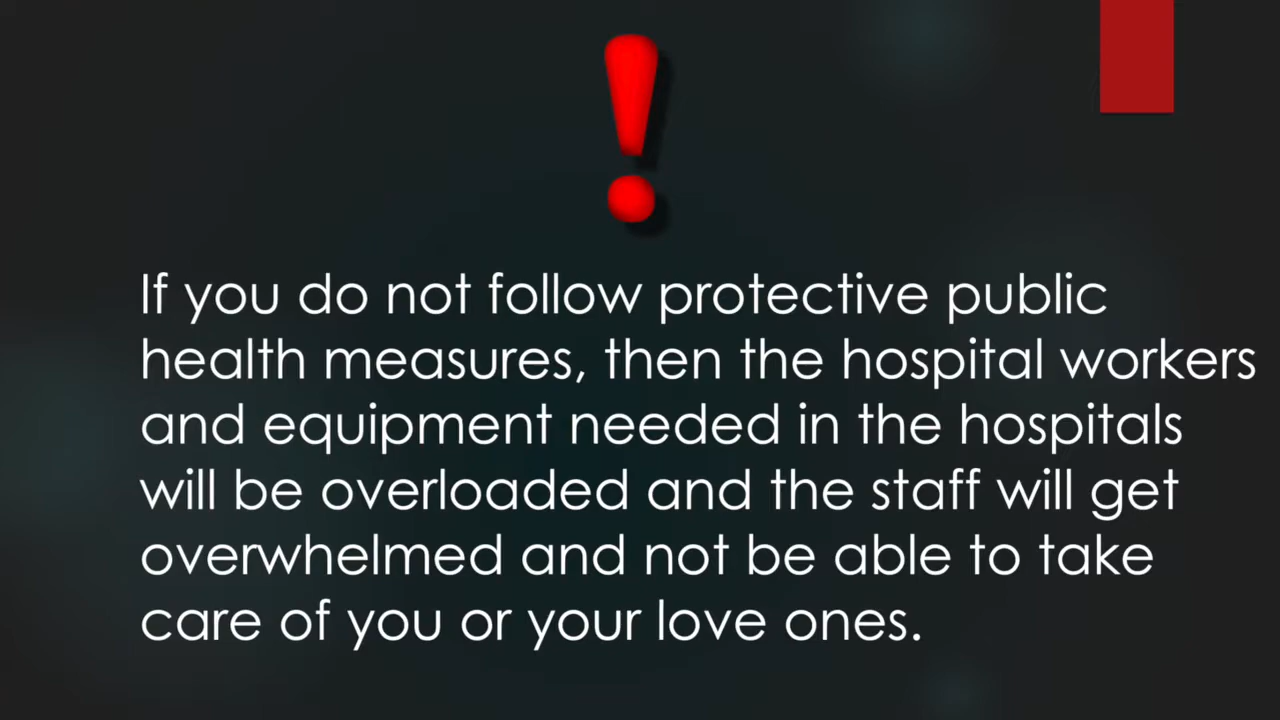 If you do not follow protective public
health measures, then the hospital workers
and equipment needed in the hospitals
will be overloaded and the staff will get
overwhelmed and not be able to take
care of you or your love ones.